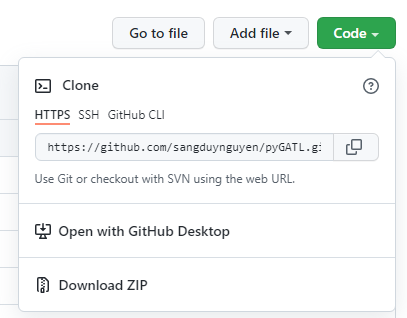 Go to file Add file Code
Clone
HTTPS SSH GitHub CLI
https://github.com/sangduynguyen/pyGATL.gi
Use Git or checkout with SVN using the web URL.
Open with GitHub Desktop
Download ZIP